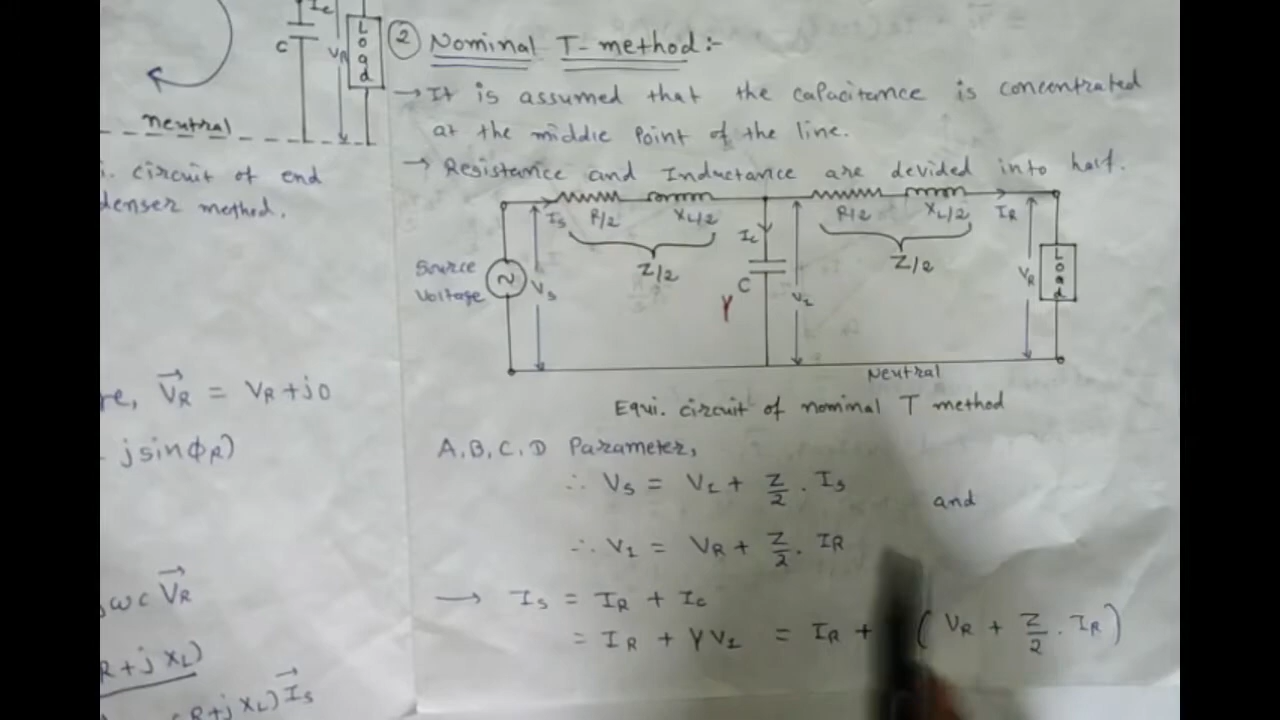 Ic
C
VR
Load
neutral
i. circuit of end
denser method.
re, VR = VR + j0
- jsinϕR)
ωc VR
R + j XL)
(R+j XL) Is
② Nominal T-method:-
→ It is assumed that the capacitance is concentrated
at the middle point of the line.
→ Resistance and Inductance are devided into half.
Is R/2 XL/2 Ic R/2 XL/2 IR
Z/2 Z/2
Source
Voltage
Vs
C
Y
V1
VR
Load
Neutral
Equi. circuit of nominal T method
A, B, C, D Parameter,
∴ Vs = V1 + Z/2 . Is and
∴ V1 = VR + Z/2 . IR
→ Is = IR + Ic
= IR + YV1 = IR + ( VR + Z/2 . IR )